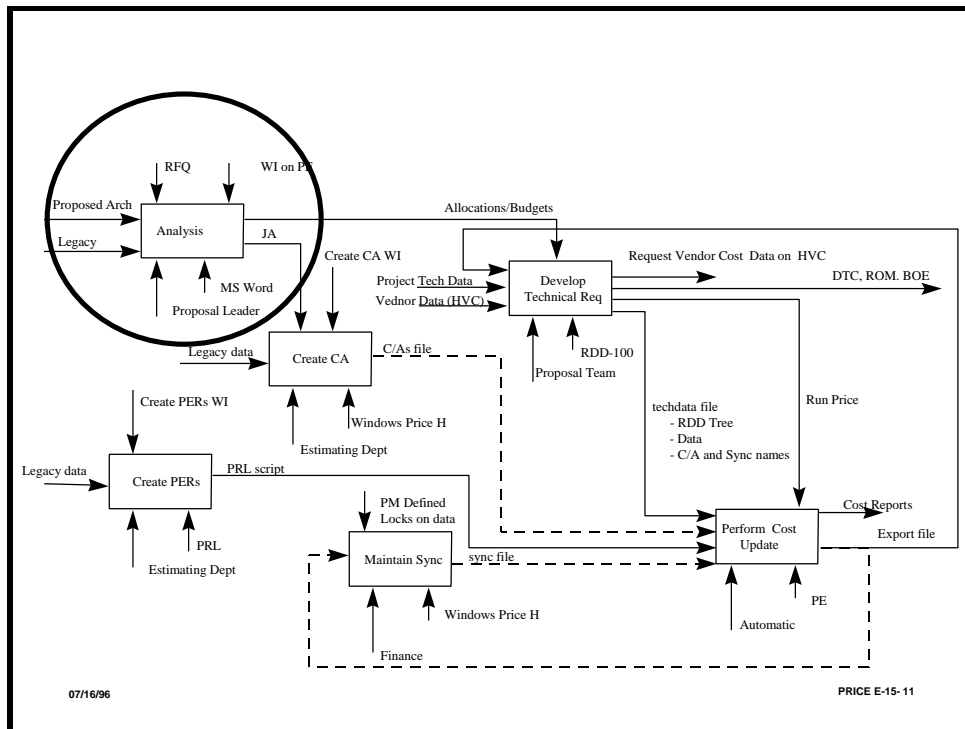 RFQ
WI on PE
Proposed Arch
Analysis
Legacy
JA
MS Word
Proposal Leader
Allocations/Budgets
Create CA WI
Request Vendor Cost Data on HVC
DTC, ROM. BOE
Project Tech Data
Vednor Data (HVC)
Develop
Technical Req
RDD-100
Proposal Team
Legacy data
Create CA
C/As file
Windows Price H
Estimating Dept
Create PERs WI
Legacy data
Create PERs
PRL script
PRL
Estimating Dept
techdata file
- RDD Tree
- Data
- C/A and Sync names
Run Price
PM Defined
Locks on data
Maintain Sync
sync file
Windows Price H
Finance
Perform Cost
Update
Cost Reports
Export file
PE
Automatic
07/16/96
PRICE E-15- 11